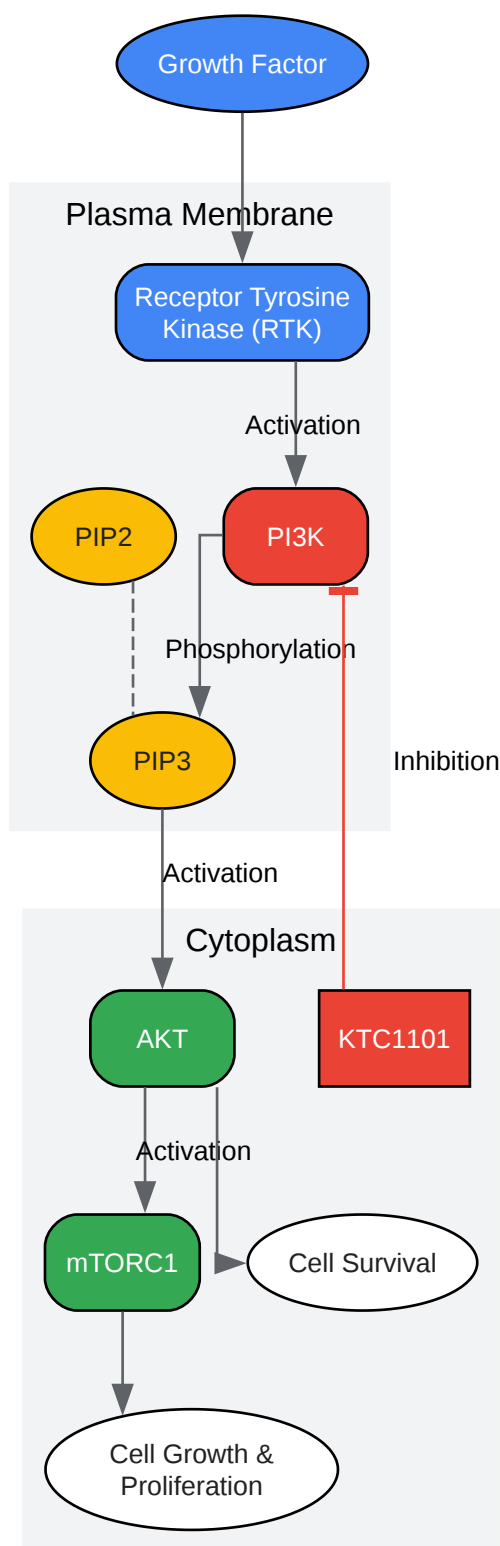 Growth Factor
Plasma Membrane
Receptor Tyrosine
Kinase (RTK)
Activation
PIP2
PI3K
Phosphorylation
PIP3
Inhibition
Activation
Cytoplasm
AKT
KTC1101
Activation
mTORC1
Cell Survival
Cell Growth &
Proliferation